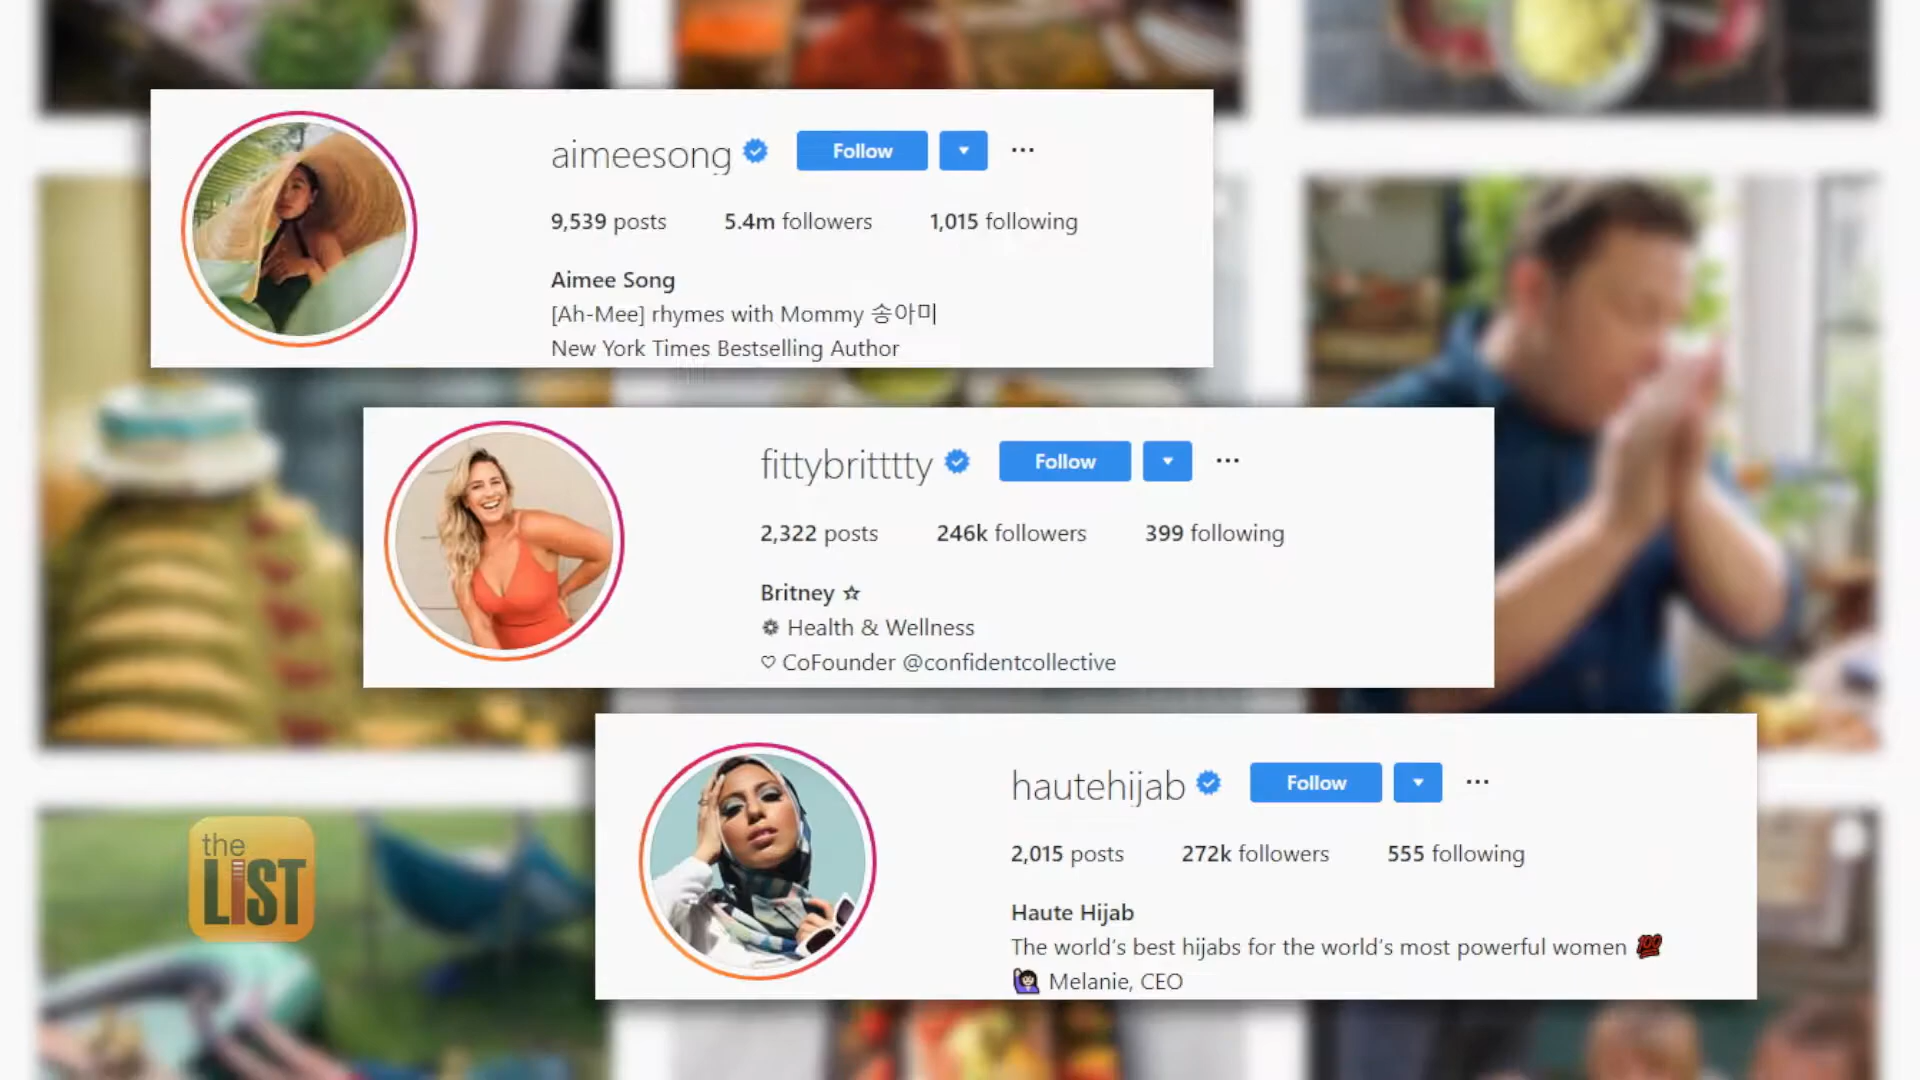 aimeesong Follow ...
9,539 posts 5.4m followers 1,015 following
Aimee Song
[Ah-Mee] rhymes with Mommy 송아미
New York Times Bestselling Author
fittybritttty Follow ...
2,322 posts 246k followers 399 following
Britney ☆
❁ Health & Wellness
♡ CoFounder @confidentcollective
hautehijab Follow ...
2,015 posts 272k followers 555 following
Haute Hijab
The world's best hijabs for the world's most powerful women 💯
🙋🏻‍♀️ Melanie, CEO
the
LiST